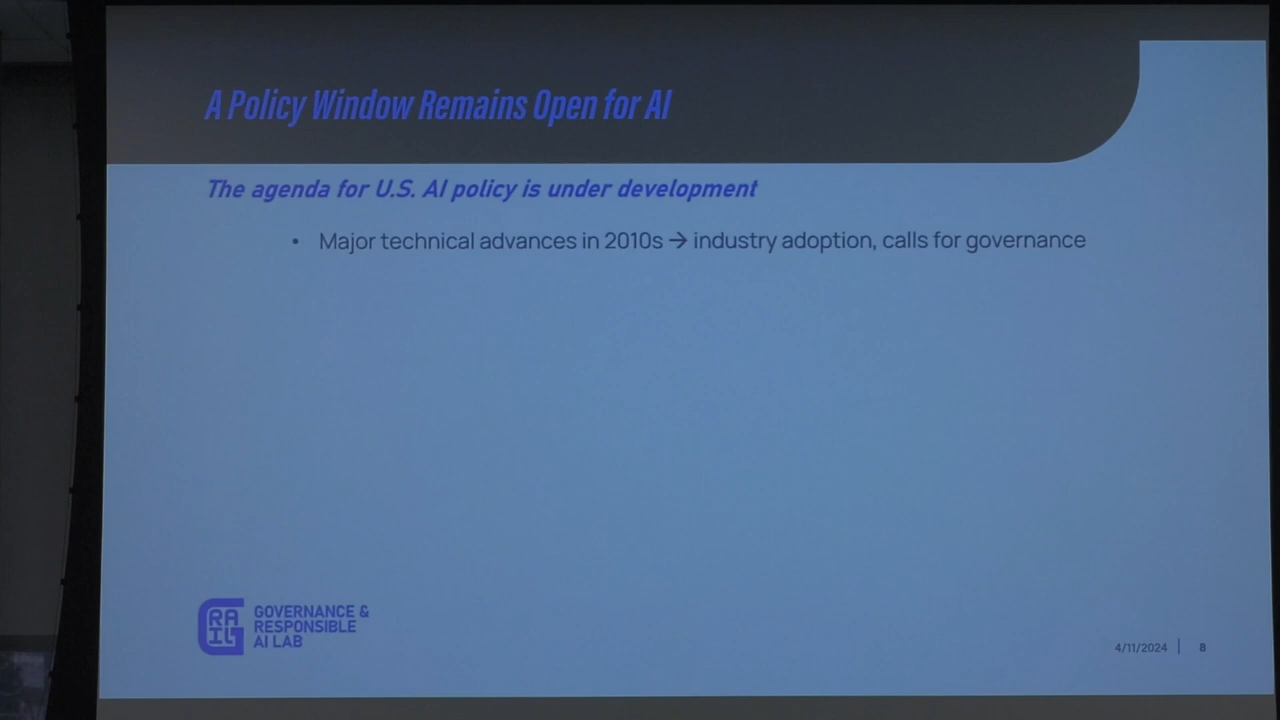 A Policy Window Remains Open for AI
The agenda for U.S. AI policy is under development
• Major technical advances in 2010s → industry adoption, calls for governance
GRAIL
GOVERNANCE &
RESPONSIBLE
AI LAB
4/11/2024 | 8